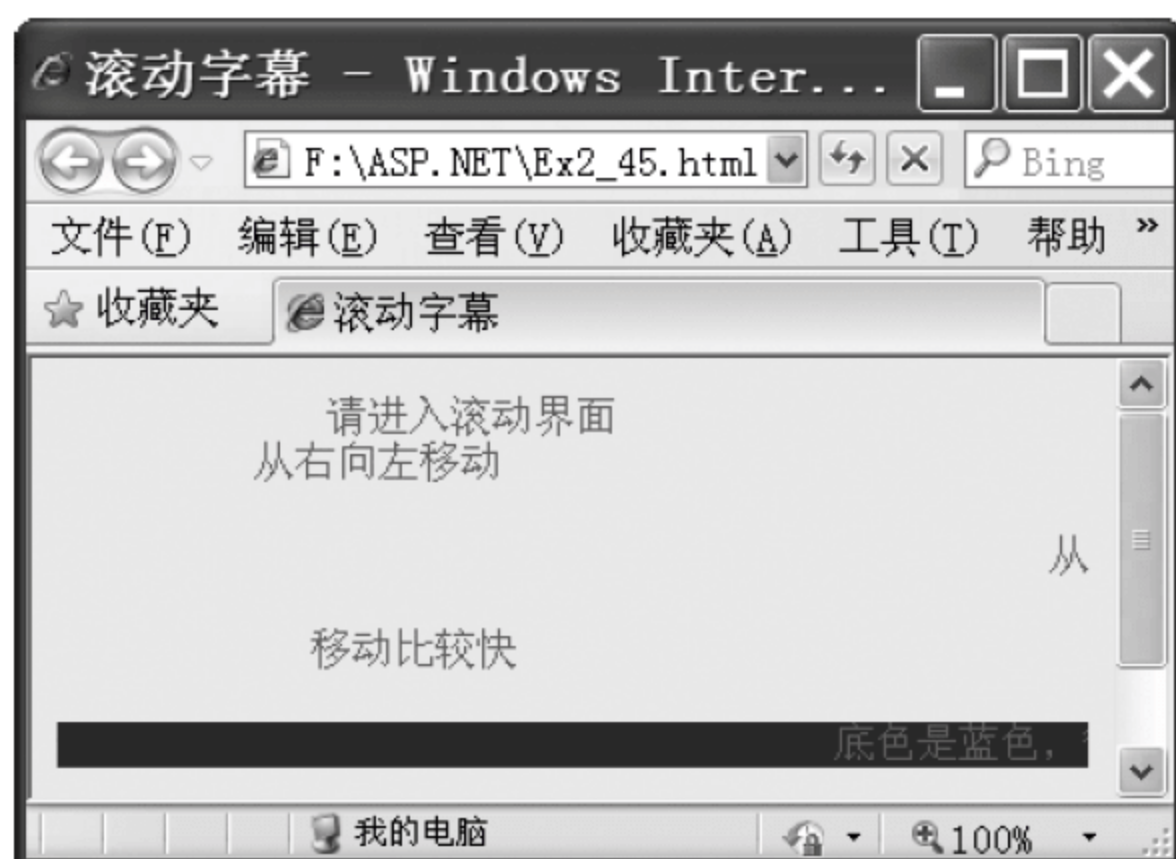 滚动字幕 - Windows Inter...
F:\ASP.NET\Ex2_45.html
Bing
文件(F) 编辑(E) 查看(V) 收藏夹(A) 工具(T) 帮助 »
收藏夹 滚动字幕
请进入滚动界面
从右向左移动
从
移动比较快
底色是蓝色，
我的电脑 100%